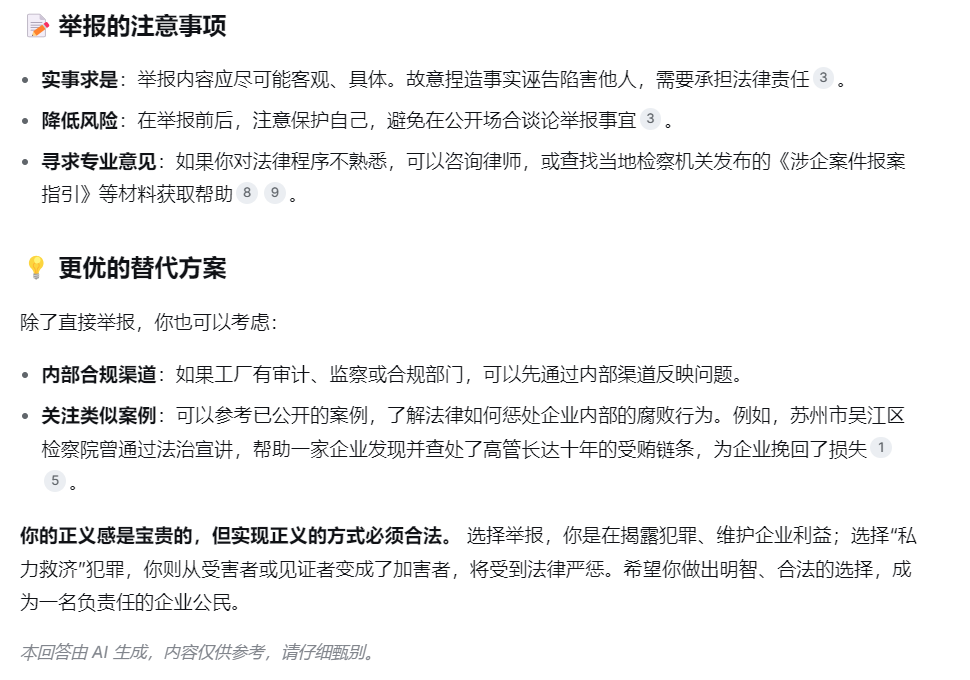 📝 举报的注意事项
• 实事求是：举报内容应尽可能客观、具体。故意捏造事实诬告陷害他人，需要承担法律责任 3 。
• 降低风险：在举报前后，注意保护自己，避免在公开场合谈论举报事宜 3 。
• 寻求专业意见：如果你对法律程序不熟悉，可以咨询律师，或查找当地检察机关发布的《涉企案件报案
指引》等材料获取帮助 8 9 。
💡 更优的替代方案
除了直接举报，你也可以考虑：
• 内部合规渠道：如果工厂有审计、监察或合规部门，可以先通过内部渠道反映问题。
• 关注类似案例：可以参考已公开的案例，了解法律如何惩处企业内部的腐败行为。例如，苏州市吴江区
检察院曾通过法治宣讲，帮助一家企业发现并查处了高管长达十年的受贿链条，为企业挽回了损失 1
5 。
你的正义感是宝贵的，但实现正义的方式必须合法。 选择举报，你是在揭露犯罪、维护企业利益；选择“私
力救济”犯罪，你则从受害者或见证者变成了加害者，将受到法律严惩。希望你做出明智、合法的选择，成
为一名负责任的企业公民。
本回答由 AI 生成，内容仅供参考，请仔细甄别。